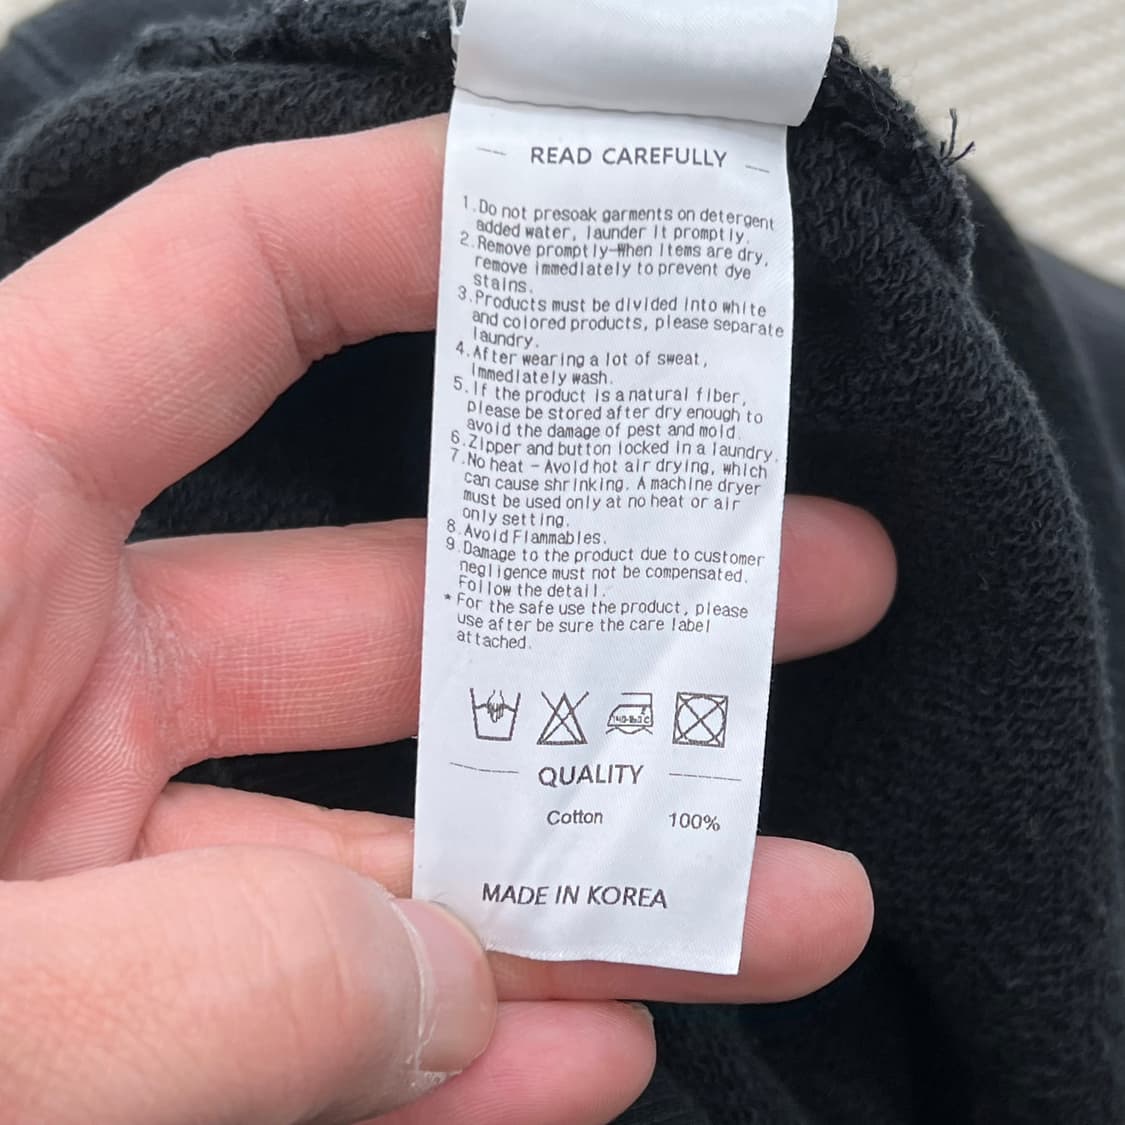 READ CAREFULLY
1.Do not presoak garments on detergent
added water, launder it promptly.
2.Remove promptly-When items are dry,
remove immediately to prevent dye
stains.
3.Products must be divided into white
and colored products, please separate
laundry.
4.After wearing a lot of sweat,
immediately wash.
5.If the product is a natural fiber,
please be stored after dry enough to
avoid the damage of pest and mold.
6.Zipper and button locked in a laundry.
7.No heat - Avoid hot air drying, which
can cause shrinking. A machine dryer
must be used only at no heat or air
only setting.
8.Avoid Flammables.
9.Damage to the product due to customer
negligence must not be compensated.
Follow the detail.
* For the safe use the product, please
use after be sure the care label
attached.
QUALITY
Cotton 100%
MADE IN KOREA